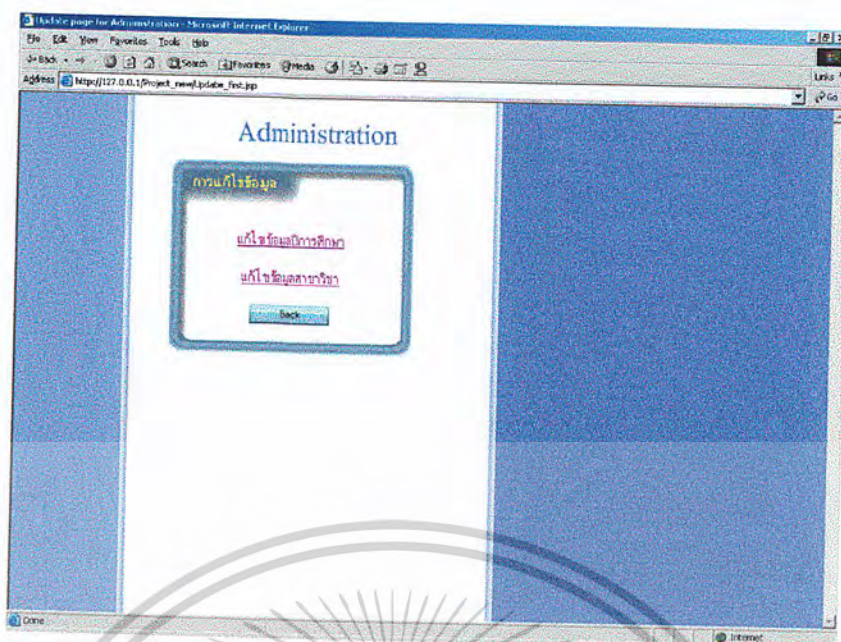 Update page for Administration - Microsoft Internet Explorer
File Edit View Favorites Tools Help
Back Search Favorites Media
Address http://127.0.0.1/Project_new/Update_first.jsp Go Links
Administration
การแก้ไขข้อมูล
แก้ไขข้อมูลปีการศึกษา
แก้ไขข้อมูลสาขาวิชา
Back
Done Internet